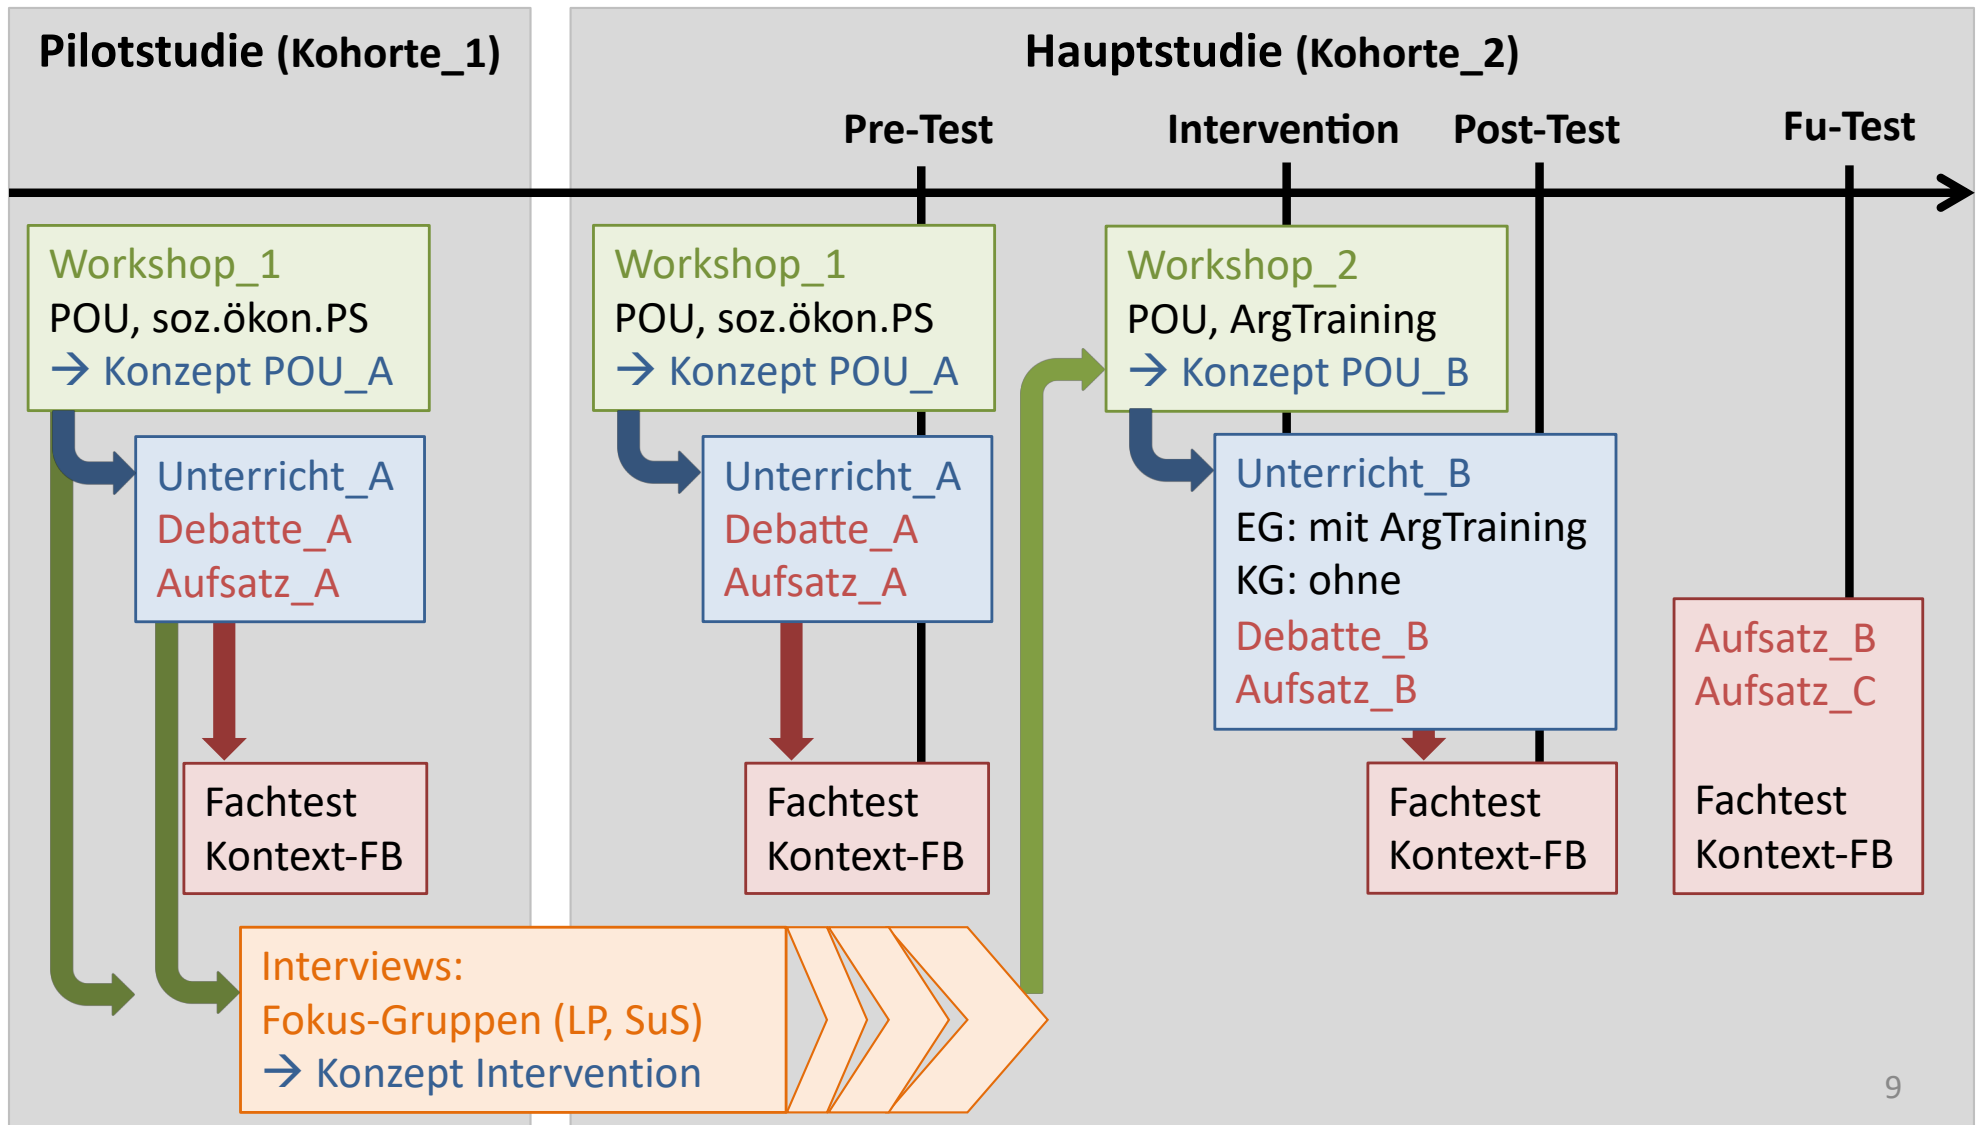 Pilotstudie (Kohorte_1)
Hauptstudie (Kohorte_2)
Pre-Test
Intervention
Post-Test
Fu-Test
Workshop_1
POU, soz.ökon.PS
→ Konzept POU_A
Unterricht_A
Debatte_A
Aufsatz_A
Fachtest
Kontext-FB
Workshop_1
POU, soz.ökon.PS
→ Konzept POU_A
Unterricht_A
Debatte_A
Aufsatz_A
Fachtest
Kontext-FB
Workshop_2
POU, ArgTraining
→ Konzept POU_B
Unterricht_B
EG: mit ArgTraining
KG: ohne
Debatte_B
Aufsatz_B
Fachtest
Kontext-FB
Aufsatz_B
Aufsatz_C
Fachtest
Kontext-FB
Interviews:
Fokus-Gruppen (LP, SuS)
→ Konzept Intervention
9